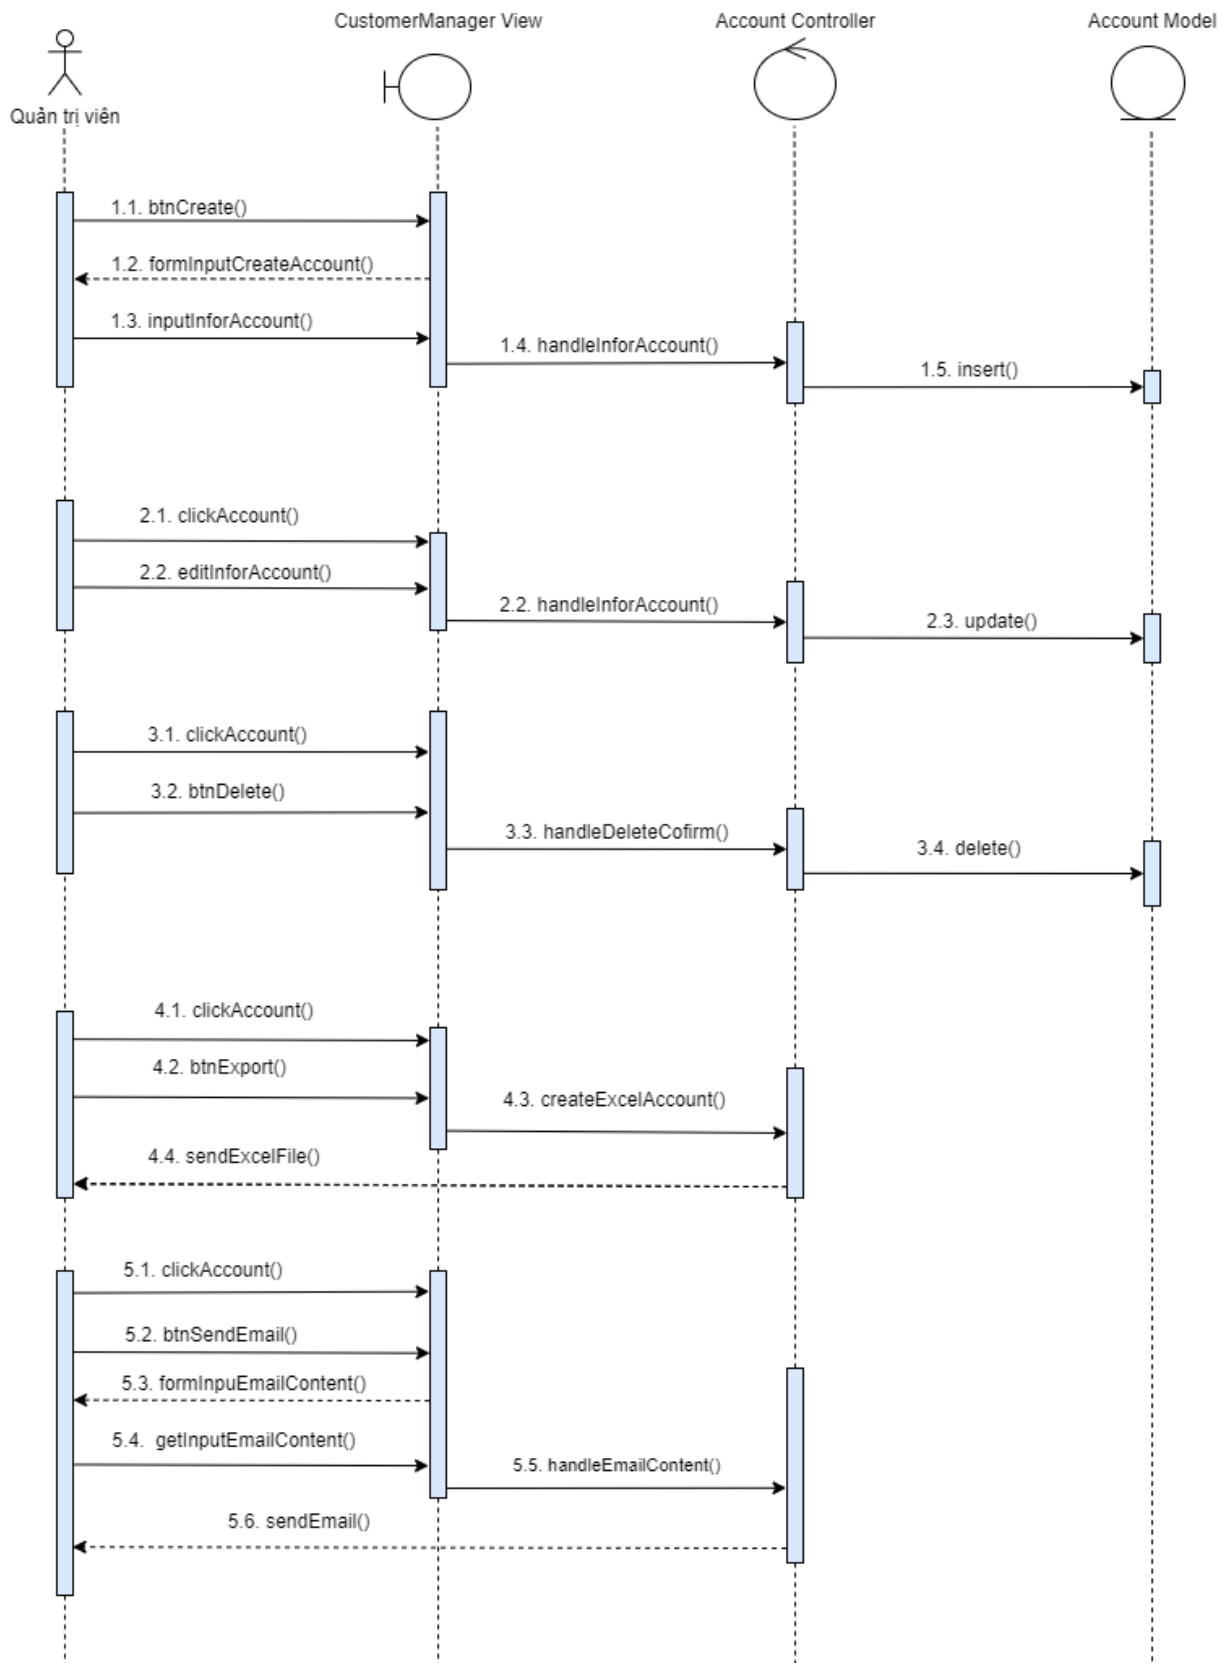 CustomerManager View
Account Controller
Account Model
Quản trị viên
1.1. btnCreate()
1.2. formInputCreateAccount()
1.3. inputInforAccount()
1.4. handleInforAccount()
1.5. insert()
2.1. clickAccount()
2.2. editInforAccount()
2.2. handleInforAccount()
2.3. update()
3.1. clickAccount()
3.2. btnDelete()
3.3. handleDeleteCofirm()
3.4. delete()
4.1. clickAccount()
4.2. btnExport()
4.3. createExcelAccount()
4.4. sendExcelFile()
5.1. clickAccount()
5.2. btnSendEmail()
5.3. formInpuEmailContent()
5.4. getInputEmailContent()
5.5. handleEmailContent()
5.6. sendEmail()